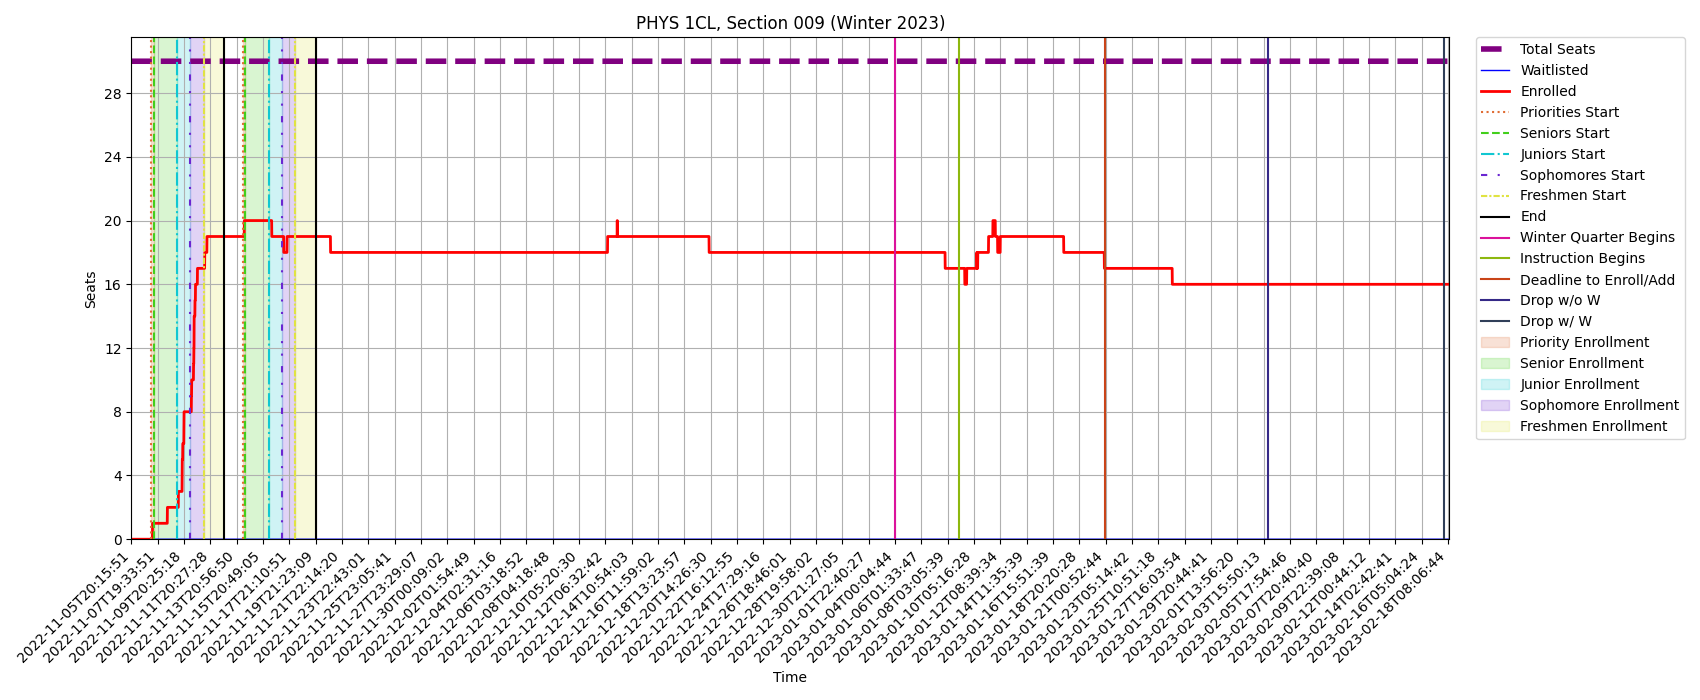 PHYS 1CL, Section 009 (Winter 2023)
Seats
28
24
20
16
12
8
4
0
2022-11-05T20:15:51
2022-11-07T19:33:51
2022-11-09T20:25:18
2022-11-11T20:27:28
2022-11-13T20:56:50
2022-11-15T20:49:05
2022-11-17T21:10:51
2022-11-19T21:23:09
2022-11-21T22:14:20
2022-11-23T22:43:01
2022-11-25T23:05:41
2022-11-27T23:29:07
2022-11-30T00:09:02
2022-12-02T01:54:49
2022-12-04T02:31:16
2022-12-06T03:18:52
2022-12-08T04:18:48
2022-12-10T05:20:30
2022-12-12T06:32:42
2022-12-14T10:54:03
2022-12-16T11:59:02
2022-12-18T13:23:57
2022-12-20T14:26:30
2022-12-22T16:12:55
2022-12-24T17:29:16
2022-12-26T18:46:01
2022-12-28T19:58:02
2022-12-30T21:27:05
2023-01-01T22:40:27
2023-01-04T00:04:44
2023-01-06T01:33:47
2023-01-08T03:05:39
2023-01-10T05:16:28
2023-01-12T08:39:34
2023-01-14T11:35:39
2023-01-16T15:51:39
2023-01-18T20:20:28
2023-01-21T00:52:44
2023-01-23T05:14:42
2023-01-25T10:51:18
2023-01-27T16:03:54
2023-01-29T20:44:41
2023-02-01T13:56:20
2023-02-03T15:50:13
2023-02-05T17:54:46
2023-02-07T20:40:40
2023-02-09T22:39:08
2023-02-12T00:44:12
2023-02-14T02:42:41
2023-02-16T05:04:24
2023-02-18T08:06:44
Time
Total Seats
Waitlisted
Enrolled
Priorities Start
Seniors Start
Juniors Start
Sophomores Start
Freshmen Start
End
Winter Quarter Begins
Instruction Begins
Deadline to Enroll/Add
Drop w/o W
Drop w/ W
Priority Enrollment
Senior Enrollment
Junior Enrollment
Sophomore Enrollment
Freshmen Enrollment